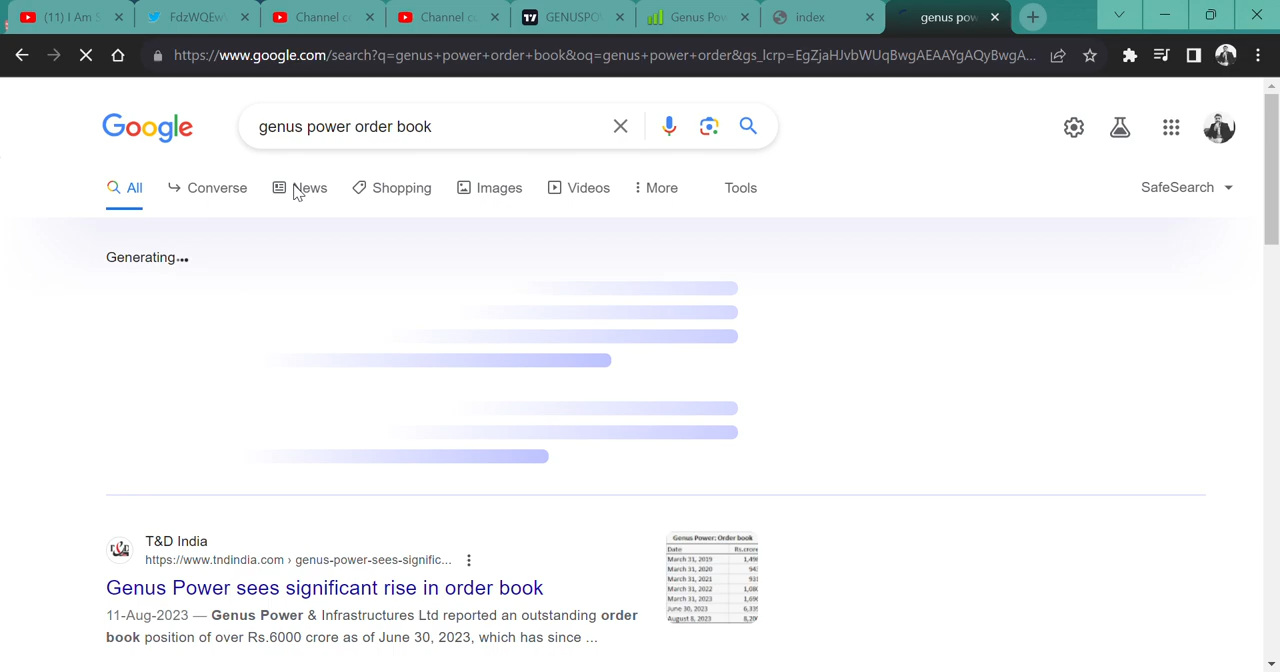 (11) I Am S
FdzWQEw
Channel c
Channel c
GENUSPO
Genus Pow
index
genus pow
https://www.google.com/search?q=genus+power+order+book&oq=genus+power+order&gs_lcrp=EgZjaHJvbWUqBwgAEAAYgAQyBwgA...
Google
genus power order book
All
Converse
News
Shopping
Images
Videos
More
Tools
SafeSearch
Generating...
T&D India
https://www.tndindia.com › genus-power-sees-signific...
Genus Power sees significant rise in order book
11-Aug-2023 — Genus Power & Infrastructures Ltd reported an outstanding order
book position of over Rs.6000 crore as of June 30, 2023, which has since ...
Genus Power: Order book
Date Rs.crore
March 31, 2019
March 31, 2020
March 31, 2021
March 31, 2022
March 31, 2023
June 30, 2023
August 8, 2023